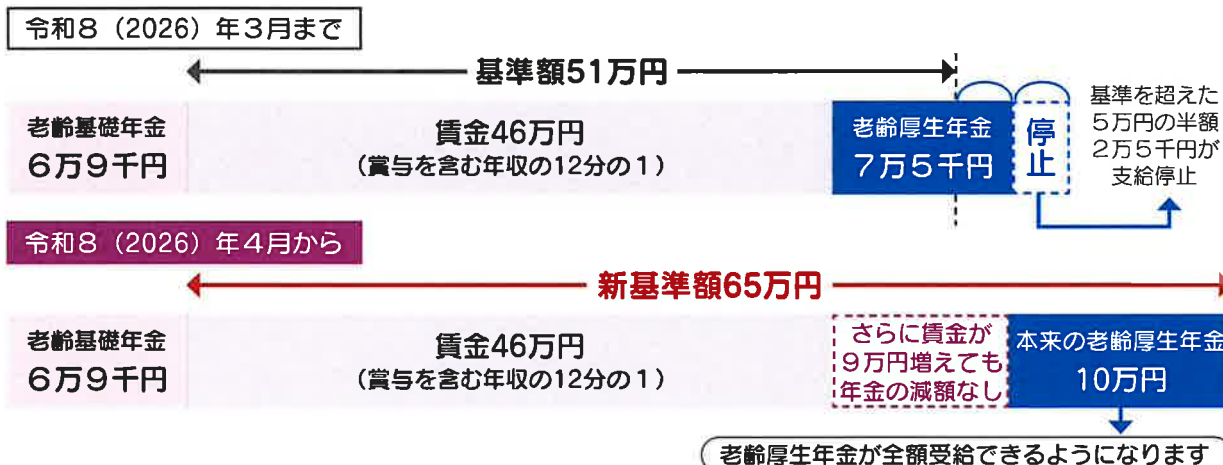 令和8（2026）年3月まで
基準額51万円
老齢基礎年金
6万9千円
賃金46万円
（賞与を含む年収の12分の1）
老齢厚生年金
7万5千円
停止
基準を超えた
5万円の半額
2万5千円が
支給停止
令和8（2026）年4月から
新基準額65万円
老齢基礎年金
6万9千円
賃金46万円
（賞与を含む年収の12分の1）
さらに賃金が
9万円増えても
年金の減額なし
本来の老齢厚生年金
10万円
老齢厚生年金が全額受給できるようになります